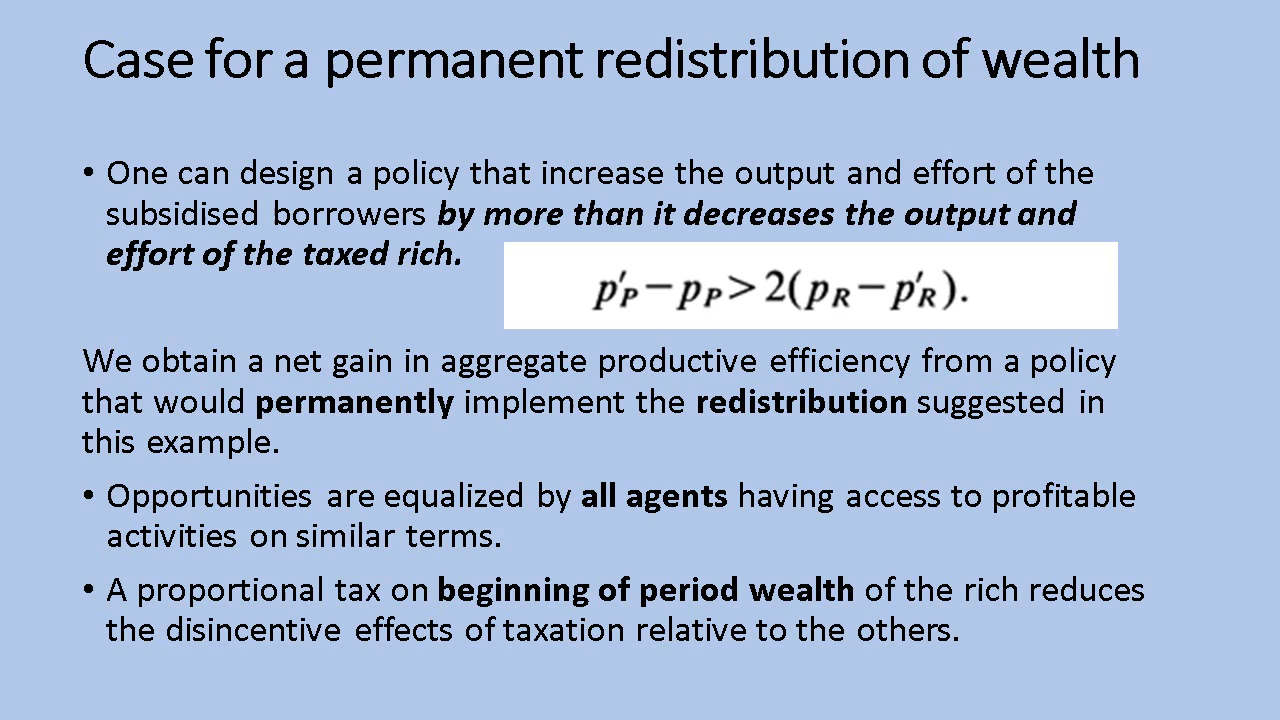 Case for a permanent redistribution of wealth
• One can design a policy that increase the output and effort of the
subsidised borrowers by more than it decreases the output and
effort of the taxed rich.
p′P − pP > 2(pR − p′R).
We obtain a net gain in aggregate productive efficiency from a policy
that would permanently implement the redistribution suggested in
this example.
• Opportunities are equalized by all agents having access to profitable
activities on similar terms.
• A proportional tax on beginning of period wealth of the rich reduces
the disincentive effects of taxation relative to the others.